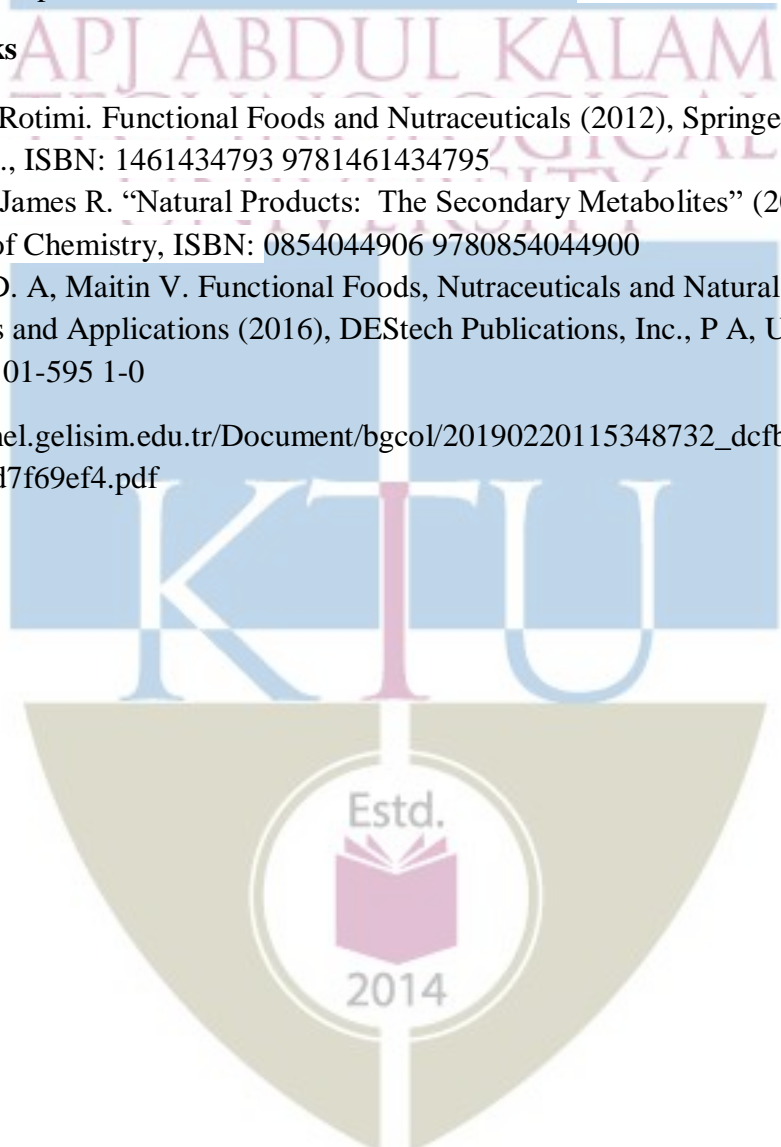 APJ ABDUL KALAM
ks
Rotimi. Functional Foods and Nutraceuticals (2012), Springe
., ISBN: 1461434793 9781461434795
James R. “Natural Products: The Secondary Metabolites” (20
of Chemistry, ISBN: 0854044906 9780854044900
D. A, Maitin V. Functional Foods, Nutraceuticals and Natural
s and Applications (2016), DEStech Publications, Inc., P A, U
01-595 1-0
nel.gelisim.edu.tr/Document/bgcol/20190220115348732_dcfb
d7f69ef4.pdf
KTU
Estd.
2014